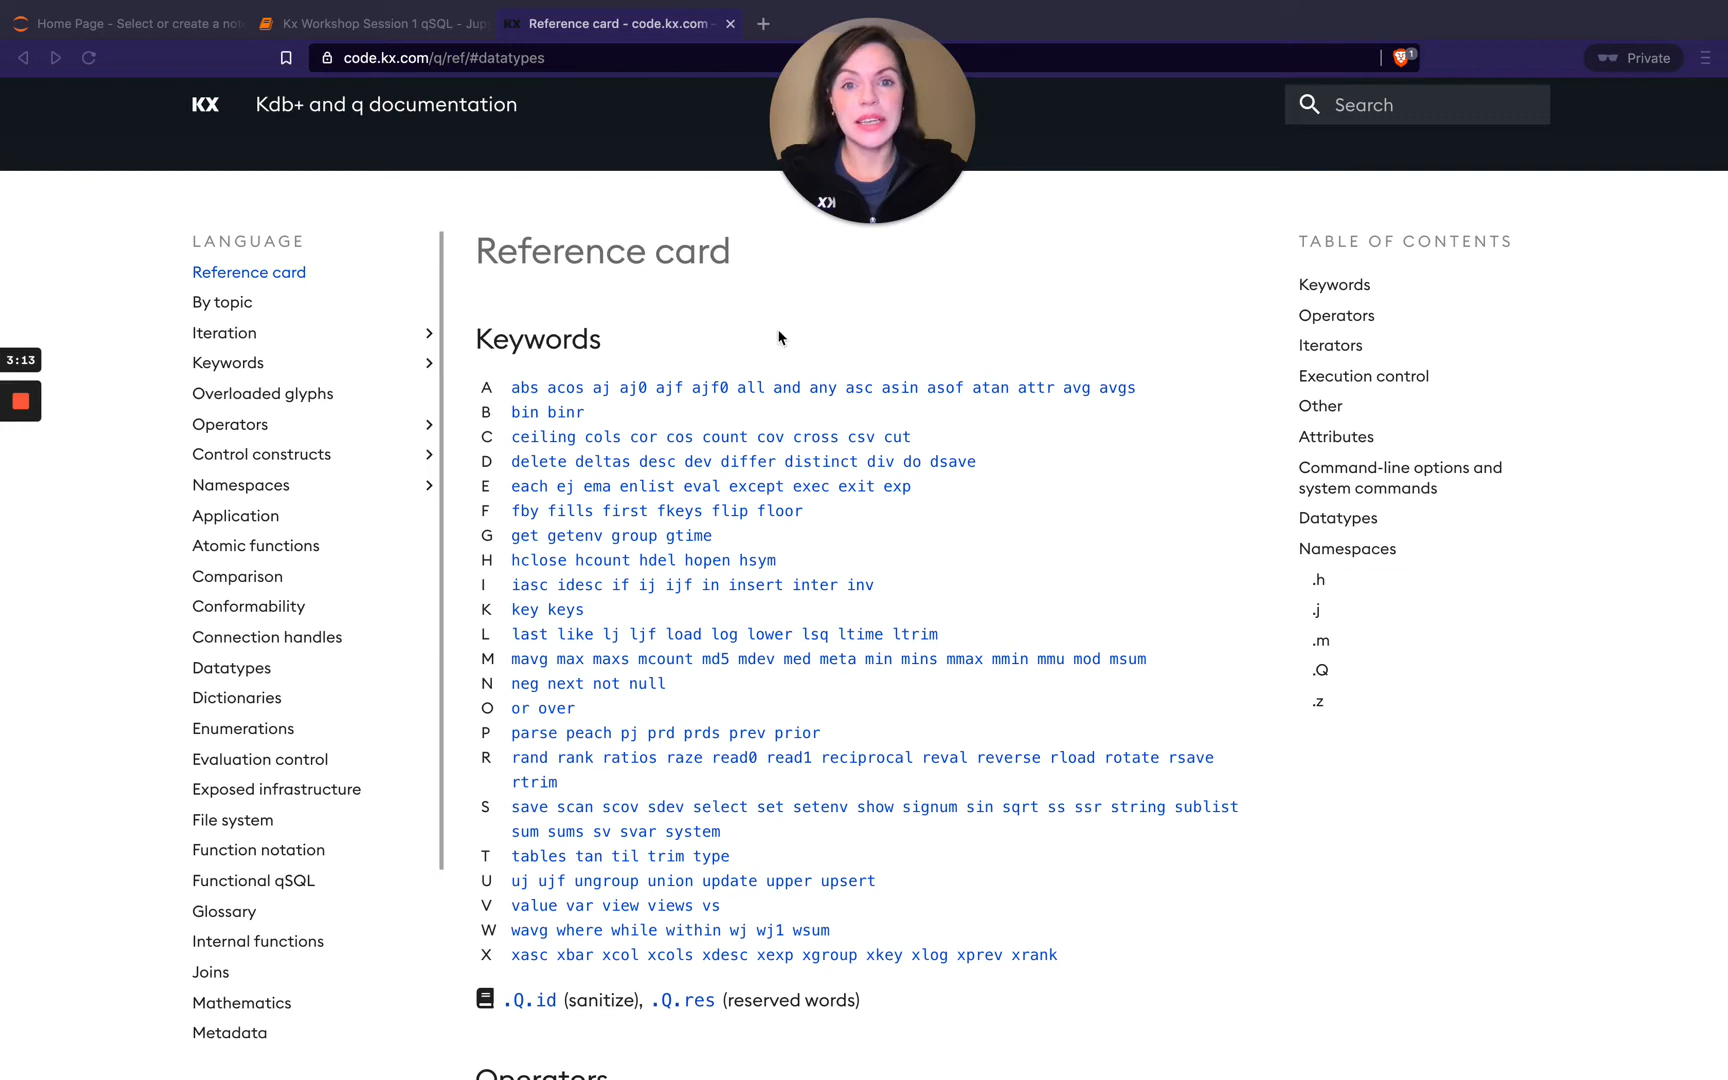 Home Page - Select or create a not
Kx Workshop Session 1 qSQL - Jup
Reference card - code.kx.com
code.kx.com/q/ref/#datatypes
1
Private
KX
Kdb+ and q documentation
Search
KX
LANGUAGE
Reference card
By topic
Iteration
Keywords
Overloaded glyphs
Operators
Control constructs
Namespaces
Application
Atomic functions
Comparison
Conformability
Connection handles
Datatypes
Dictionaries
Enumerations
Evaluation control
Exposed infrastructure
File system
Function notation
Functional qSQL
Glossary
Internal functions
Joins
Mathematics
Metadata
3:13
Reference card
Keywords
A abs acos aj aj0 ajf ajf0 all and any asc asin asof atan attr avg avgs
B bin binr
C ceiling cols cor cos count cov cross csv cut
D delete deltas desc dev differ distinct div do dsave
E each ej ema enlist eval except exec exit exp
F fby fills first fkeys flip floor
G get getenv group gtime
H hclose hcount hdel hopen hsym
I iasc idesc if ij ijf in insert inter inv
K key keys
L last like lj ljf load log lower lsq ltime ltrim
M mavg max maxs mcount md5 mdev med meta min mins mmax mmin mmu mod msum
N neg next not null
O or over
P parse peach pj prd prds prev prior
R rand rank ratios raze read0 read1 reciprocal reval reverse rload rotate rsave
rtrim
S save scan scov sdev select set setenv show signum sin sqrt ss ssr string sublist
sum sums sv svar system
T tables tan til trim type
U uj ujf ungroup union update upper upsert
V value var view views vs
W wavg where while within wj wj1 wsum
X xasc xbar xcol xcols xdesc xexp xgroup xkey xlog xprev xrank
.Q.id (sanitize), .Q.res (reserved words)
Operators
TABLE OF CONTENTS
Keywords
Operators
Iterators
Execution control
Other
Attributes
Command-line options and
system commands
Datatypes
Namespaces
.h
.j
.m
.Q
.z